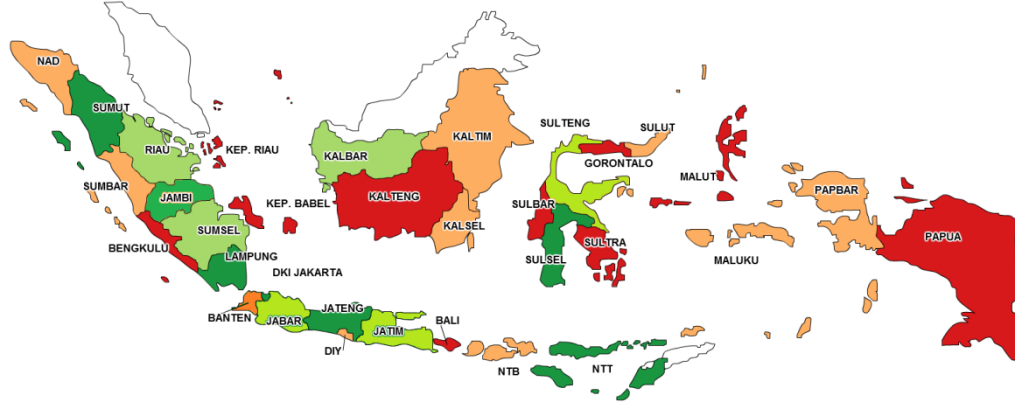 NAD
SUMUT
SULTENG
SULUT
KALTIM
RIAU
KEP. RIAU
KALBAR
GORONTALO
MALUT
SUMBAR
JAMBI
KEP. BABEL
KALTENG
SULBAR
PAPBAR
SUMSEL
KALSEL
BENGKULU
SULTRA
PAPUA
LAMPUNG
SULSEL
MALUKU
DKI JAKARTA
BANTEN
JATENG
JABAR
BALI
JATIM
DIY
NTB
NTT